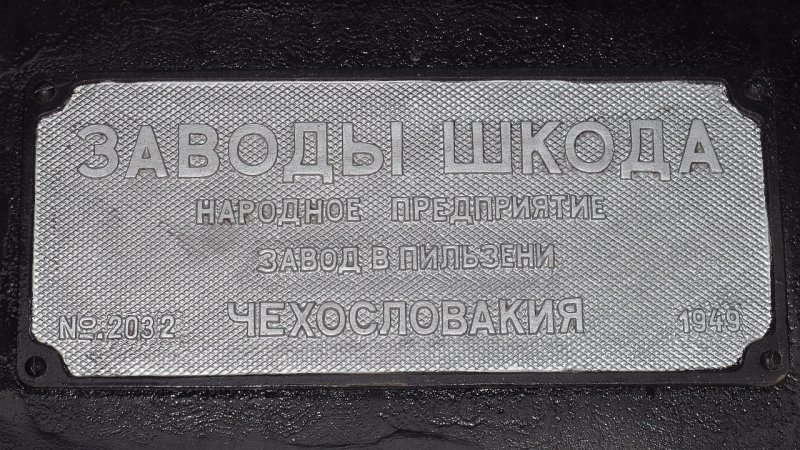 ЗАВОДЫ ШКОДА
НАРОДНОЕ ПРЕДПРИЯТИЕ
ЗАВОД В ПИЛЬЗЕНИ
No. 2032 ЧЕХОСЛОВАКИЯ 1949